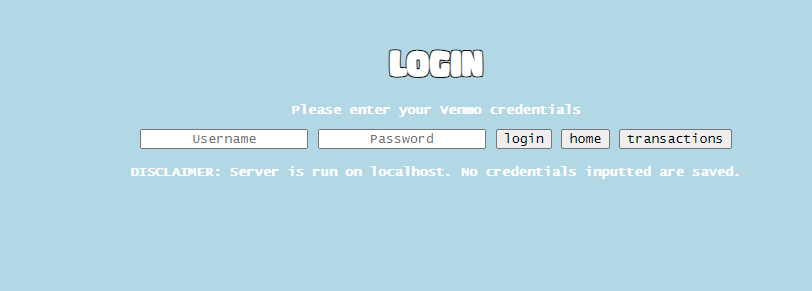 LOGIN
Please enter your Venmo credentials
Username Password login home transactions
DISCLAIMER: Server is run on localhost. No credentials inputted are saved.